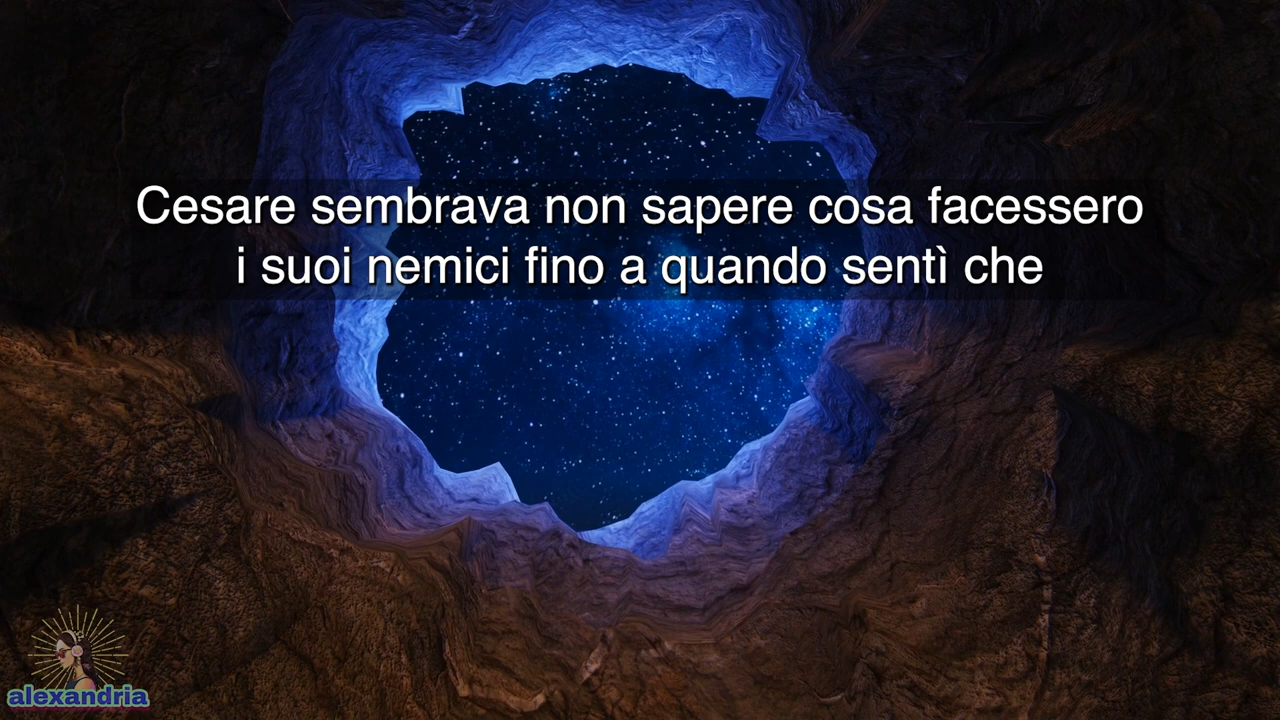 Cesare sembrava non sapere cosa facessero
i suoi nemici fino a quando sentì che
alexandria